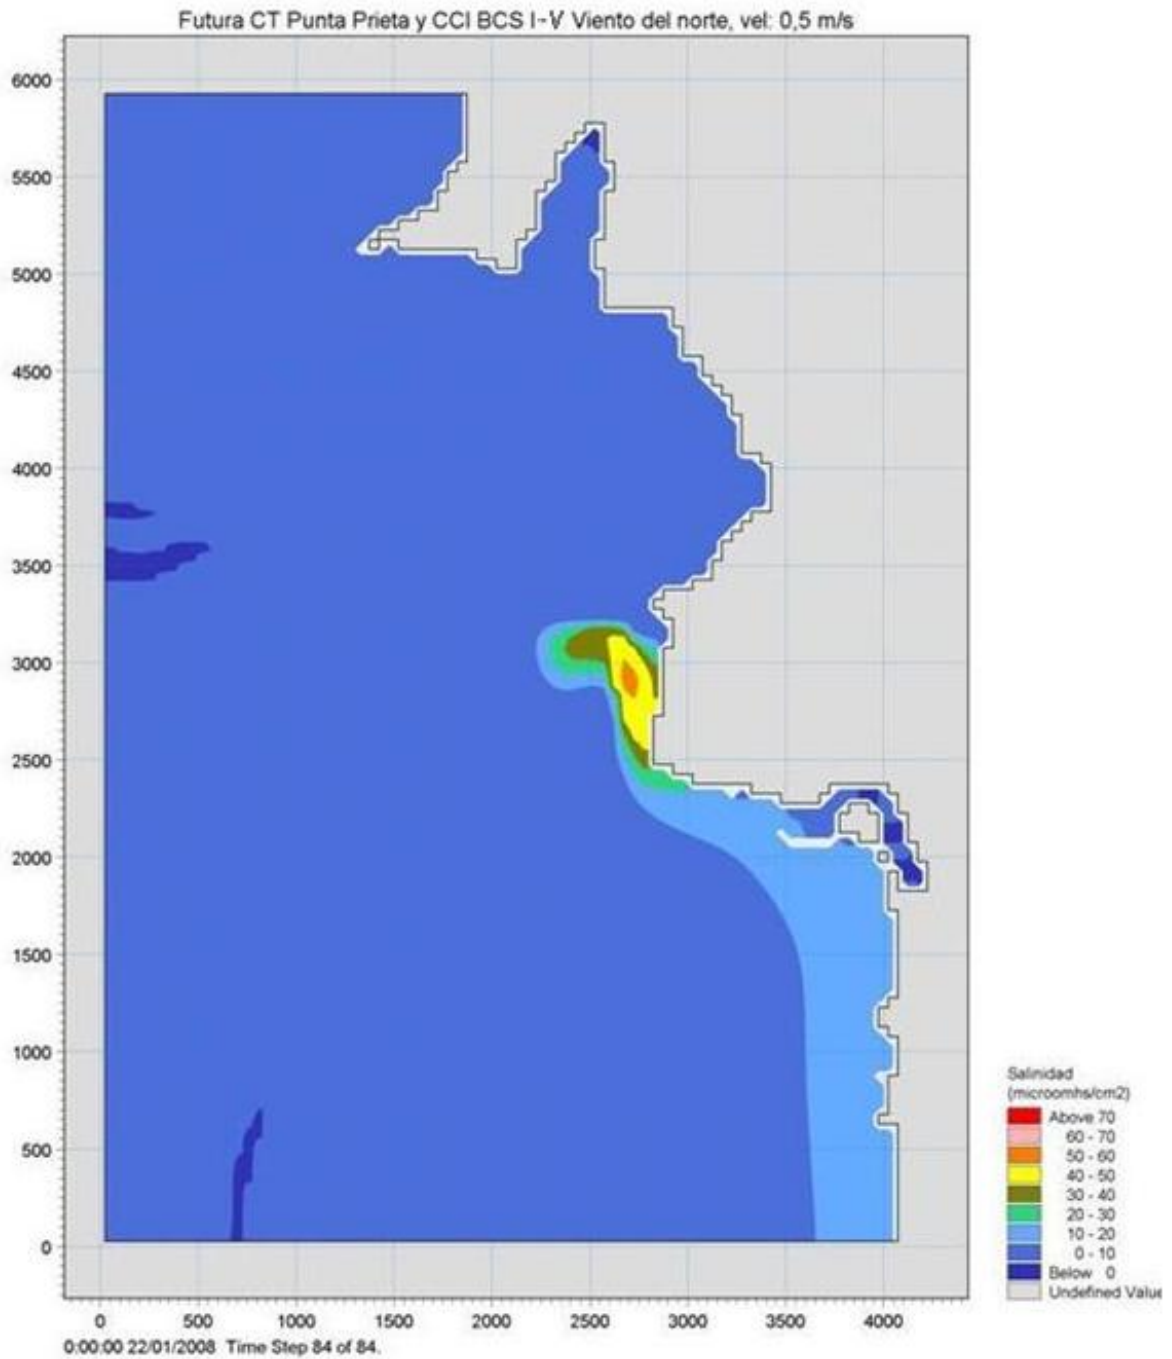 Futura CT Punta Prieta y CCI BCS I-V Viento del norte, vel: 0,5 m/s
6000
5500
5000
4500
4000
3500
3000
2500
2000
1500
1000
500
0
0 500 1000 1500 2000 2500 3000 3500 4000
0:00:00 22/01/2008 Time Step 84 of 84.
Salinidad
(microomhs/cm2)
Above 70
60 - 70
50 - 60
40 - 50
30 - 40
20 - 30
10 - 20
0 - 10
Below 0
Undefined Value